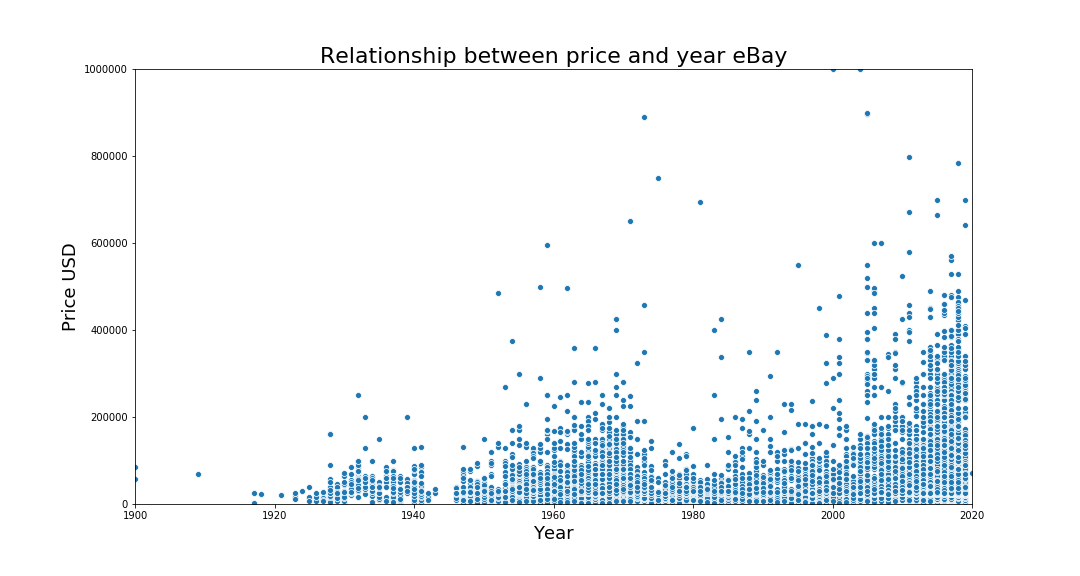 Relationship between price and year eBay
1000000
800000
600000
400000
200000
0
Price USD
1900 1920 1940 1960 1980 2000 2020
Year